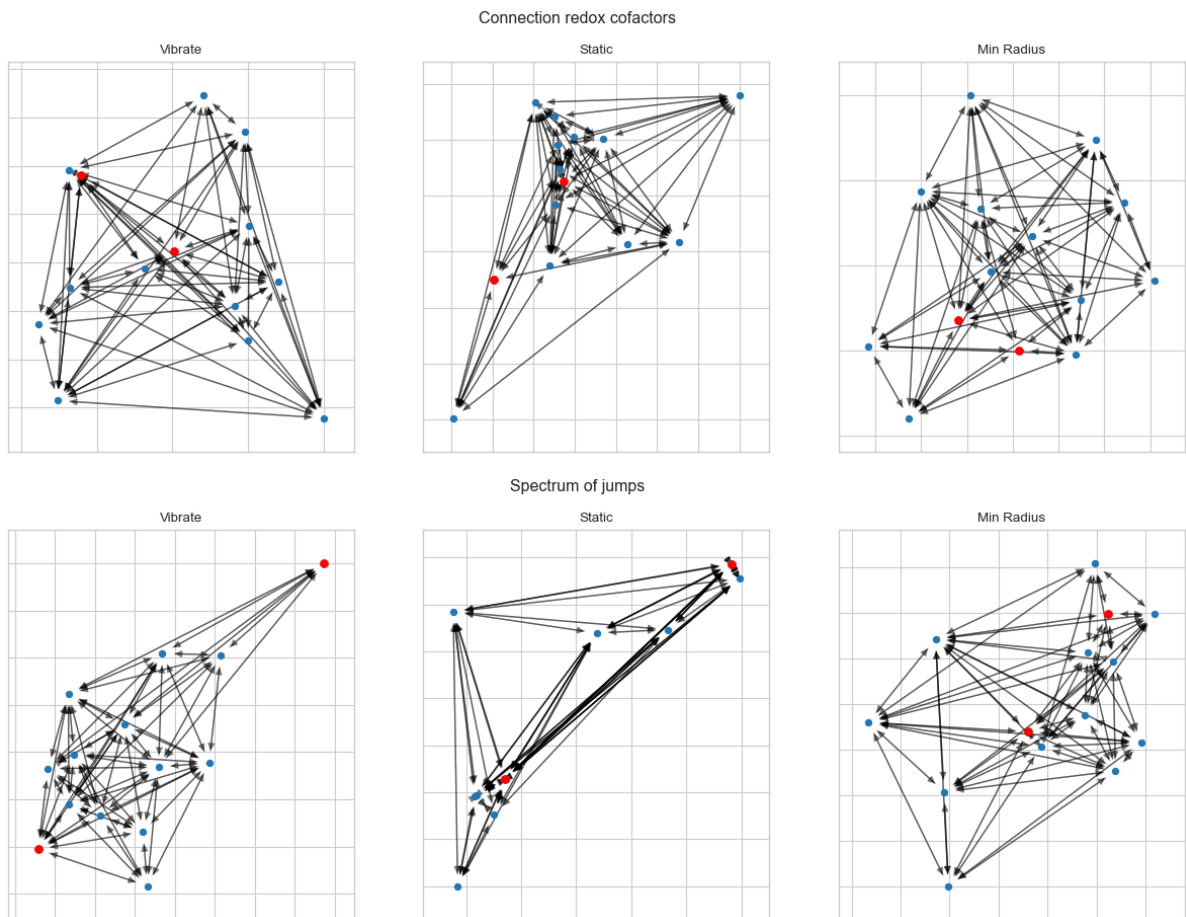 Connection redox cofactors
Vibrate
Static
Min Radius
Spectrum of jumps
Vibrate
Static
Min Radius